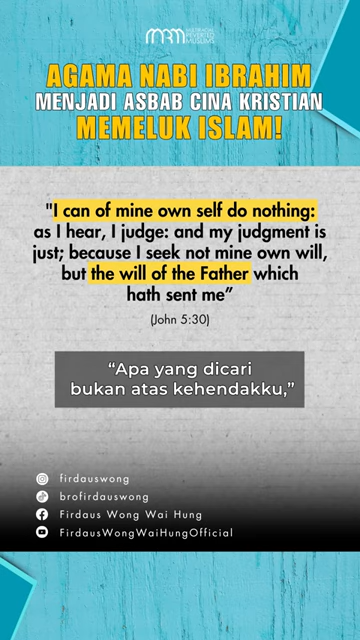 AGAMA NABI IBRAHIM
MENJADI ASBAB CINA KRISTIAN
MEMELUK ISLAM!
"I can of mine own self do nothing:
as I hear, I judge: and my judgment is
just; because I seek not mine own will,
but the will of the Father which
hath sent me”
(John 5:30)
“Apa yang dicari
bukan atas kehendakku,”
firdauswong
brofirdauswong
Firdaus Wong Wai Hung
FirdausWongWaiHungOfficial